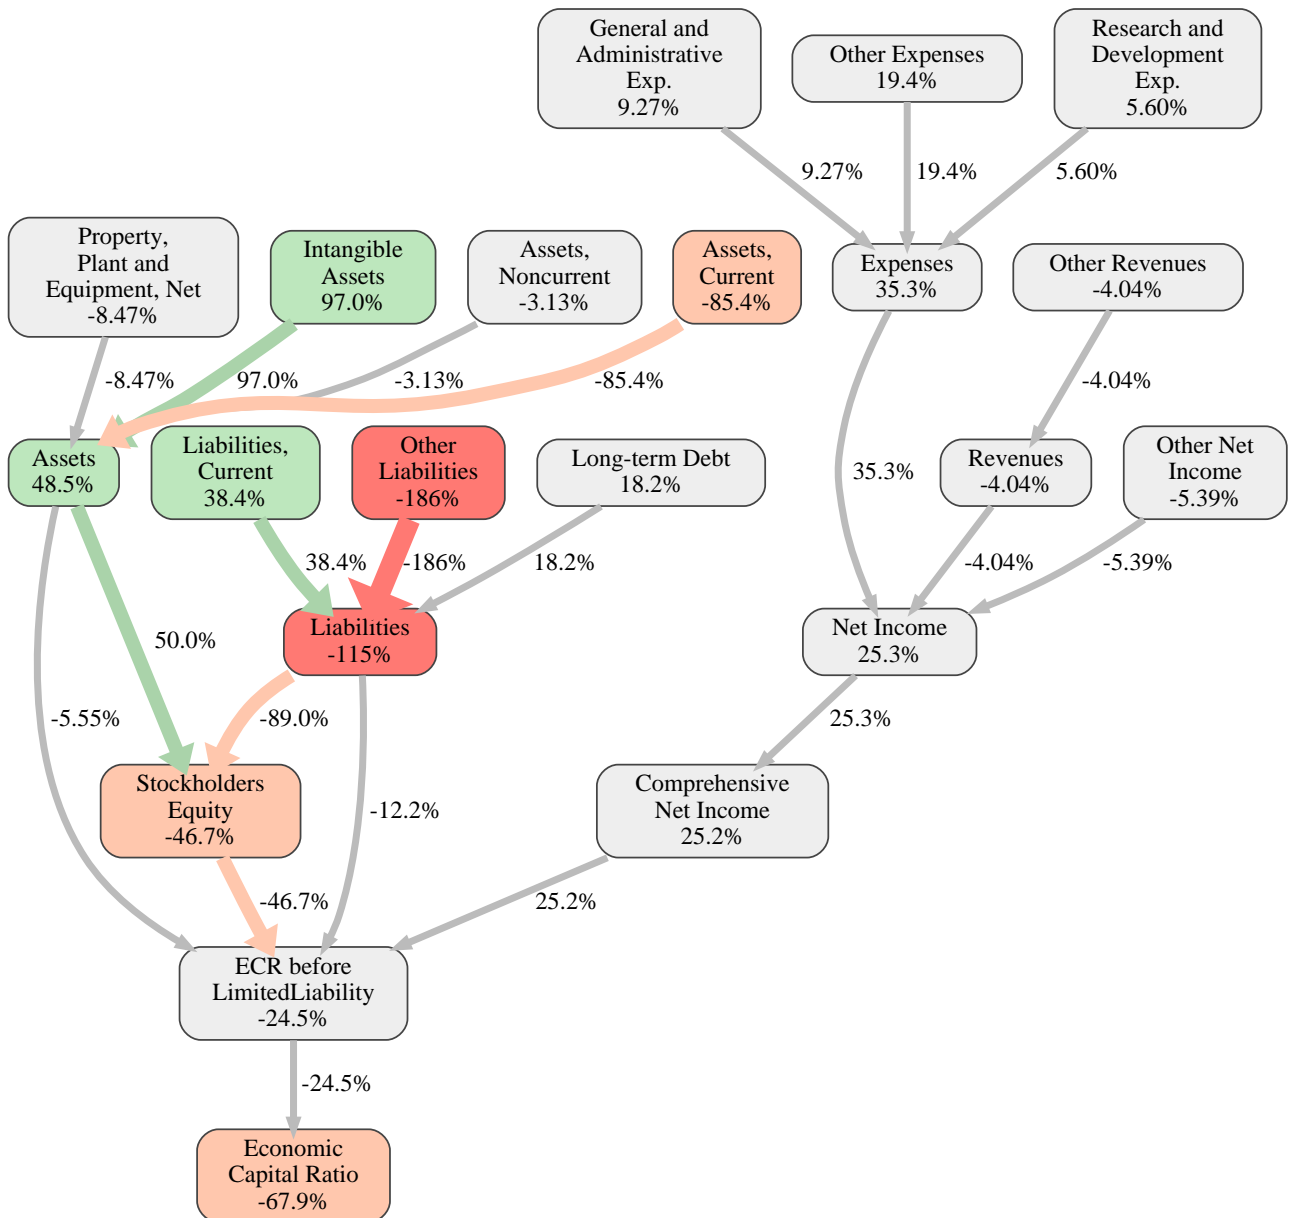 General and
Administrative
Exp.
9.27%
Other Expenses
19.4%
Research and
Development
Exp.
5.60%
9.27%
19.4%
5.60%
Property,
Plant and
Equipment, Net
-8.47%
Intangible
Assets
97.0%
Assets,
Noncurrent
-3.13%
Assets,
Current
-85.4%
Expenses
35.3%
Other Revenues
-4.04%
-8.47%
97.0%
-3.13%
-85.4%
-4.04%
Assets
48.5%
Liabilities,
Current
38.4%
Other
Liabilities
-186%
Long-term Debt
18.2%
35.3%
Revenues
-4.04%
Other Net
Income
-5.39%
38.4%
-186%
18.2%
-4.04%
-5.39%
50.0%
Liabilities
-115%
Net Income
25.3%
-5.55%
-89.0%
25.3%
Stockholders
Equity
-46.7%
-12.2%
Comprehensive
Net Income
25.2%
-46.7%
25.2%
ECR before
LimitedLiability
-24.5%
-24.5%
Economic
Capital Ratio
-67.9%